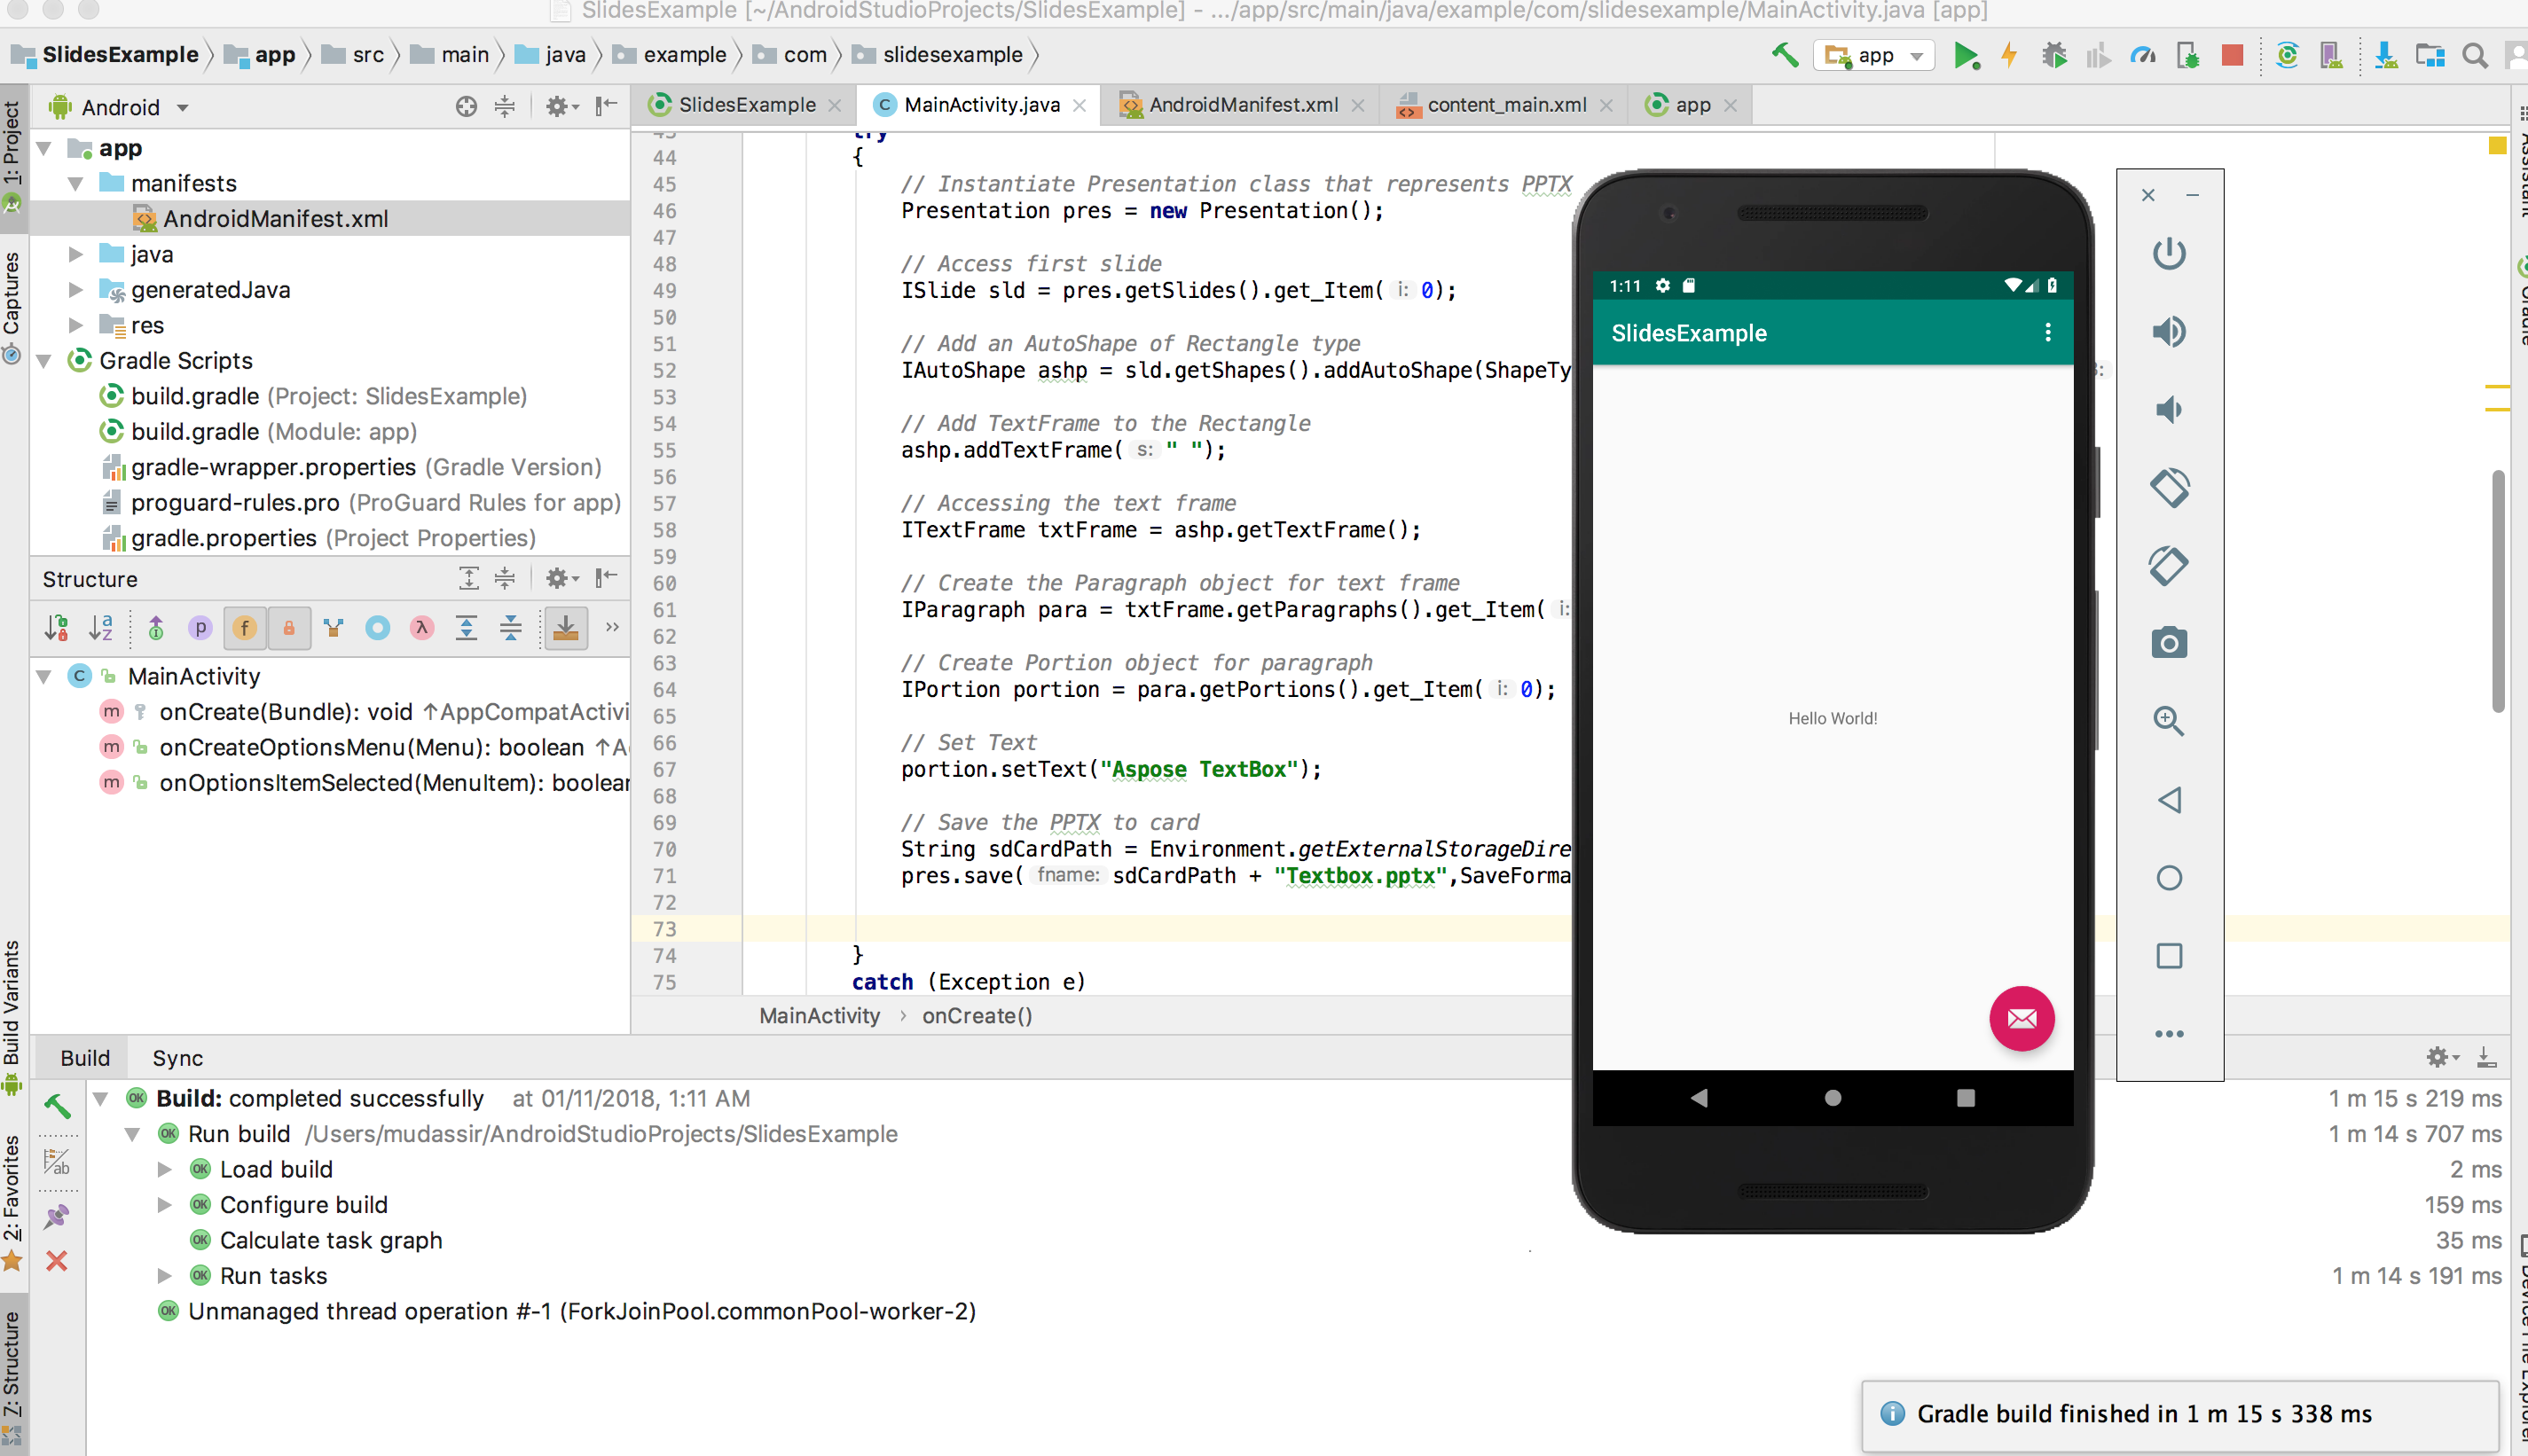 SlidesExample [~/AndroidStudioProjects/SlidesExample] - .../app/src/main/java/example/com/slidesexample/MainActivity.java [app]
SlidesExample app src main java example com slidesexample
app
1: Project
Captures
Build Variants
2: Favorites
7: Structure
Android
app
manifests
AndroidManifest.xml
java
generatedJava
res
Gradle Scripts
build.gradle (Project: SlidesExample)
build.gradle (Module: app)
gradle-wrapper.properties (Gradle Version)
proguard-rules.pro (ProGuard Rules for app)
gradle.properties (Project Properties)
Structure
MainActivity
onCreate(Bundle): void ↑AppCompatActivi
onCreateOptionsMenu(Menu): boolean ↑A
onOptionsItemSelected(MenuItem): boolean
SlidesExample MainActivity.java AndroidManifest.xml content_main.xml app
43 try
44 {
45 // Instantiate Presentation class that represents PPTX
46 Presentation pres = new Presentation();
47
48 // Access first slide
49 ISlide sld = pres.getSlides().get_Item( i: 0);
50
51 // Add an AutoShape of Rectangle type
52 IAutoShape ashp = sld.getShapes().addAutoShape(ShapeTy
53
54 // Add TextFrame to the Rectangle
55 ashp.addTextFrame( s: " ");
56
57 // Accessing the text frame
58 ITextFrame txtFrame = ashp.getTextFrame();
59
60 // Create the Paragraph object for text frame
61 IParagraph para = txtFrame.getParagraphs().get_Item( i:
62
63 // Create Portion object for paragraph
64 IPortion portion = para.getPortions().get_Item( i: 0);
65
66 // Set Text
67 portion.setText("Aspose TextBox");
68
69 // Save the PPTX to card
70 String sdCardPath = Environment.getExternalStorageDire
71 pres.save( fname: sdCardPath + "Textbox.pptx",SaveForma
72
73
74 }
75 catch (Exception e)
MainActivity › onCreate()
1:11
SlidesExample
Hello World!
Assistant
Gradle
Device File Explorer
Build Sync
Build: completed successfully at 01/11/2018, 1:11 AM 1 m 15 s 219 ms
Run build /Users/mudassir/AndroidStudioProjects/SlidesExample 1 m 14 s 707 ms
Load build 2 ms
Configure build 159 ms
Calculate task graph 35 ms
Run tasks 1 m 14 s 191 ms
Unmanaged thread operation #-1 (ForkJoinPool.commonPool-worker-2)
Gradle build finished in 1 m 15 s 338 ms